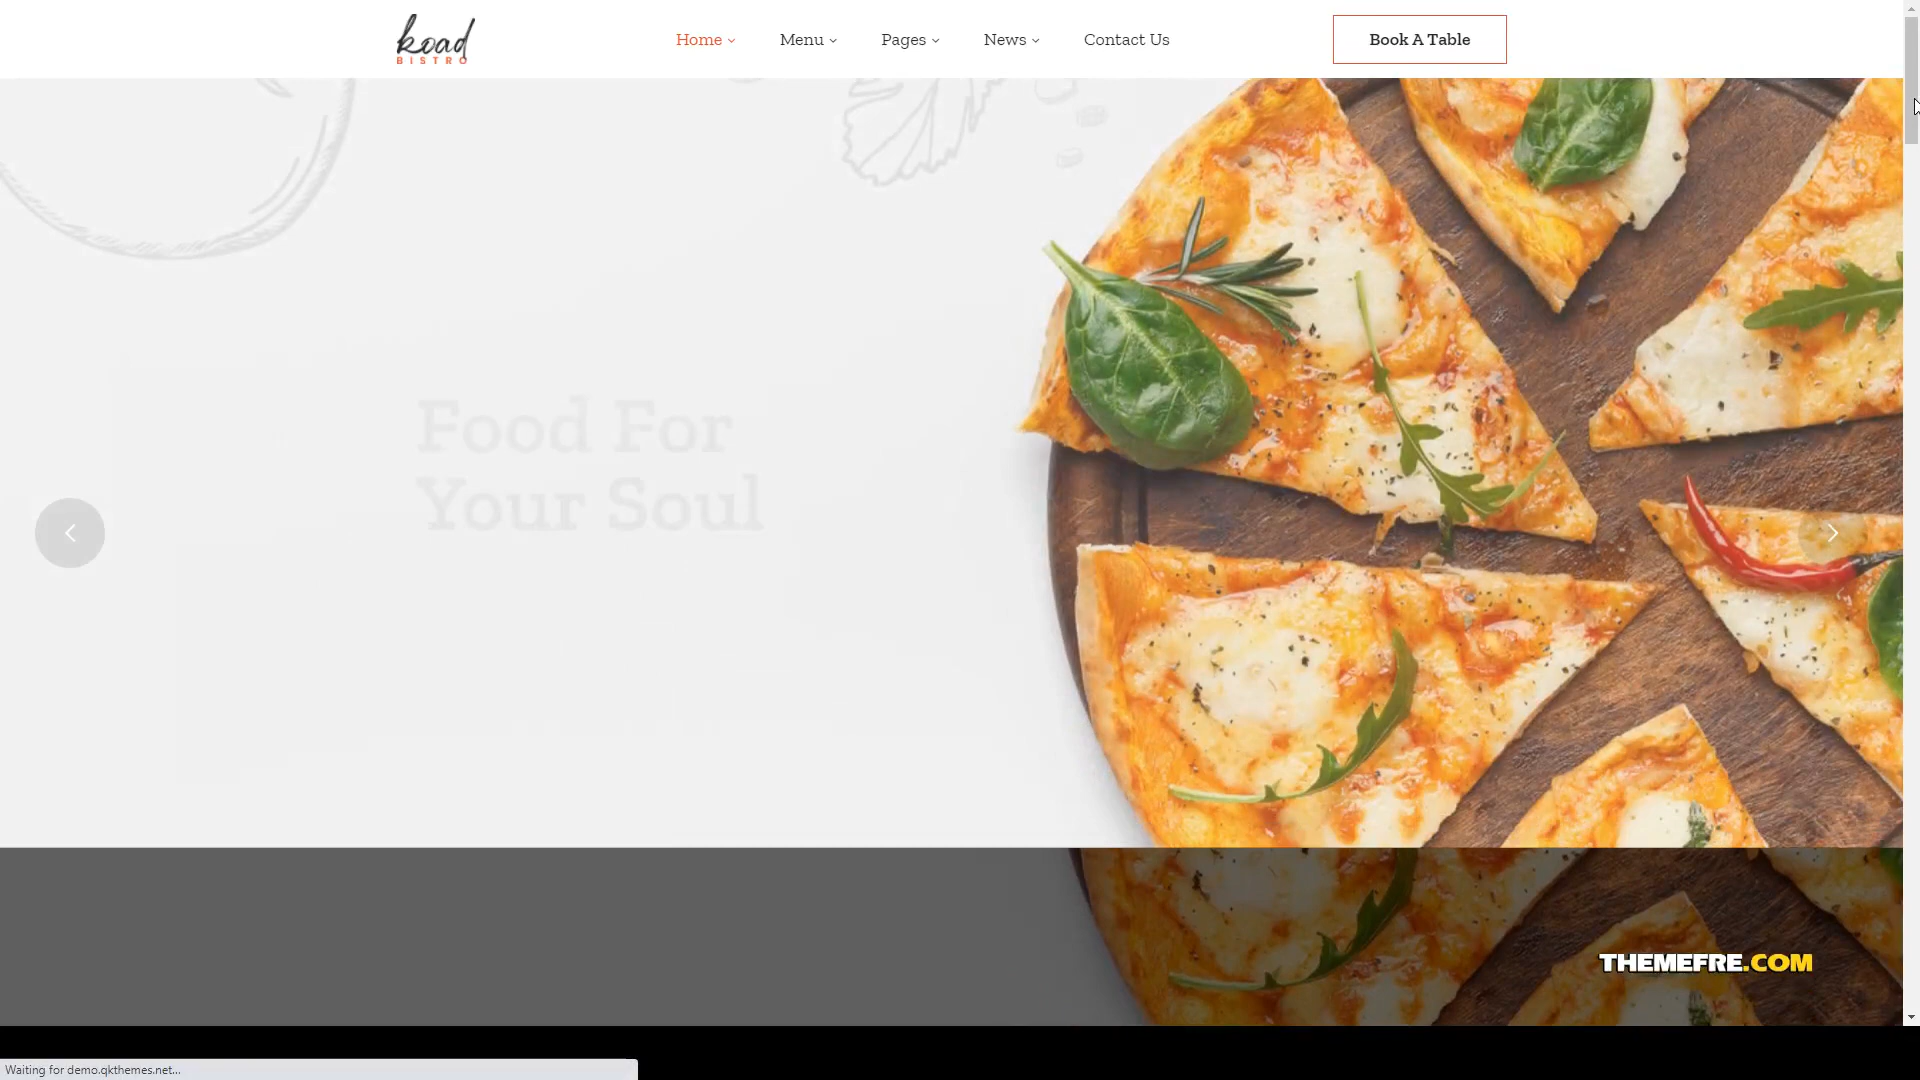 koad
BISTRO
Home
Menu
Pages
News
Contact Us
Book A Table
Food For
Your Soul
THEMEFRE.COM
Waiting for demo.qkthemes.net...